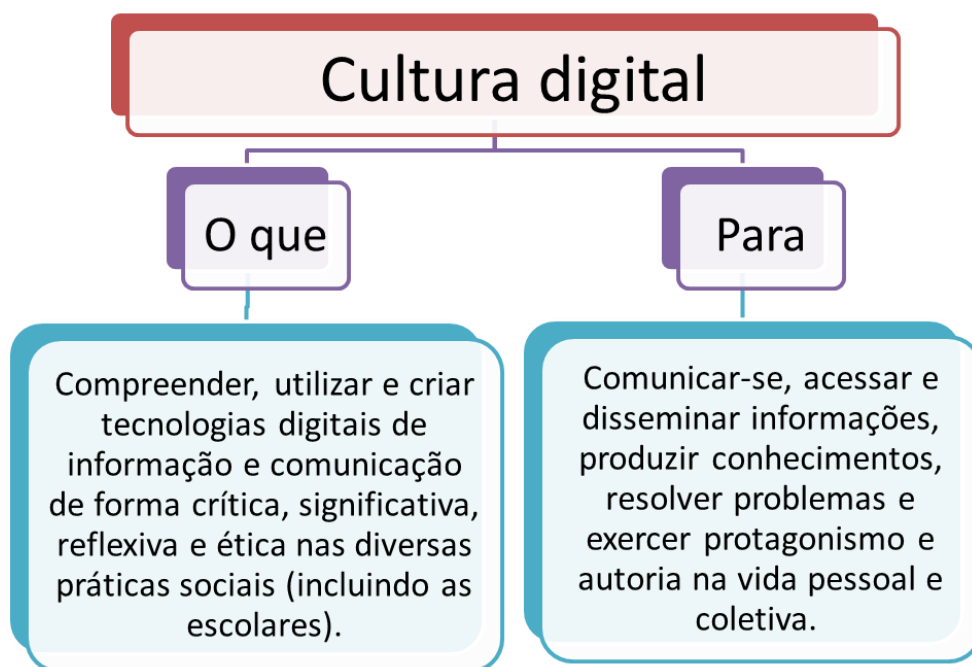 Cultura digital
O que
Para
Compreender, utilizar e criar
tecnologias digitais de
informação e comunicação
de forma crítica, significativa,
reflexiva e ética nas diversas
práticas sociais (incluindo as
escolares).
Comunicar-se, acessar e
disseminar informações,
produzir conhecimentos,
resolver problemas e
exercer protagonismo e
autoria na vida pessoal e
coletiva.